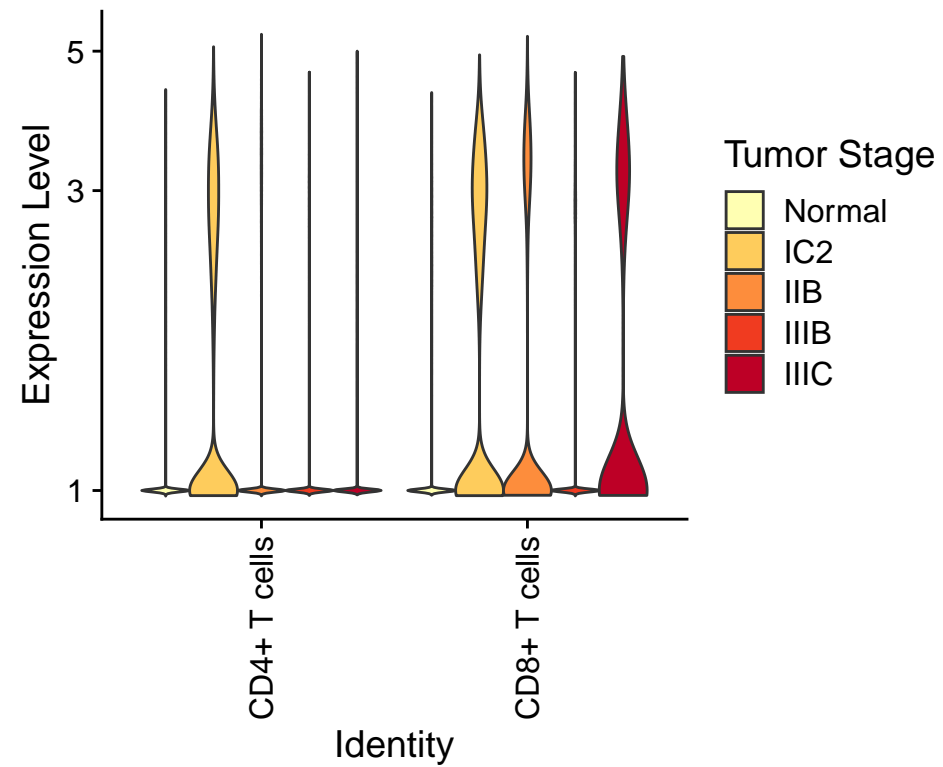 Expression Level
5
3
1
CD4+ T cells
CD8+ T cells
Identity
Tumor Stage
Normal
IC2
IIB
IIIB
IIIC